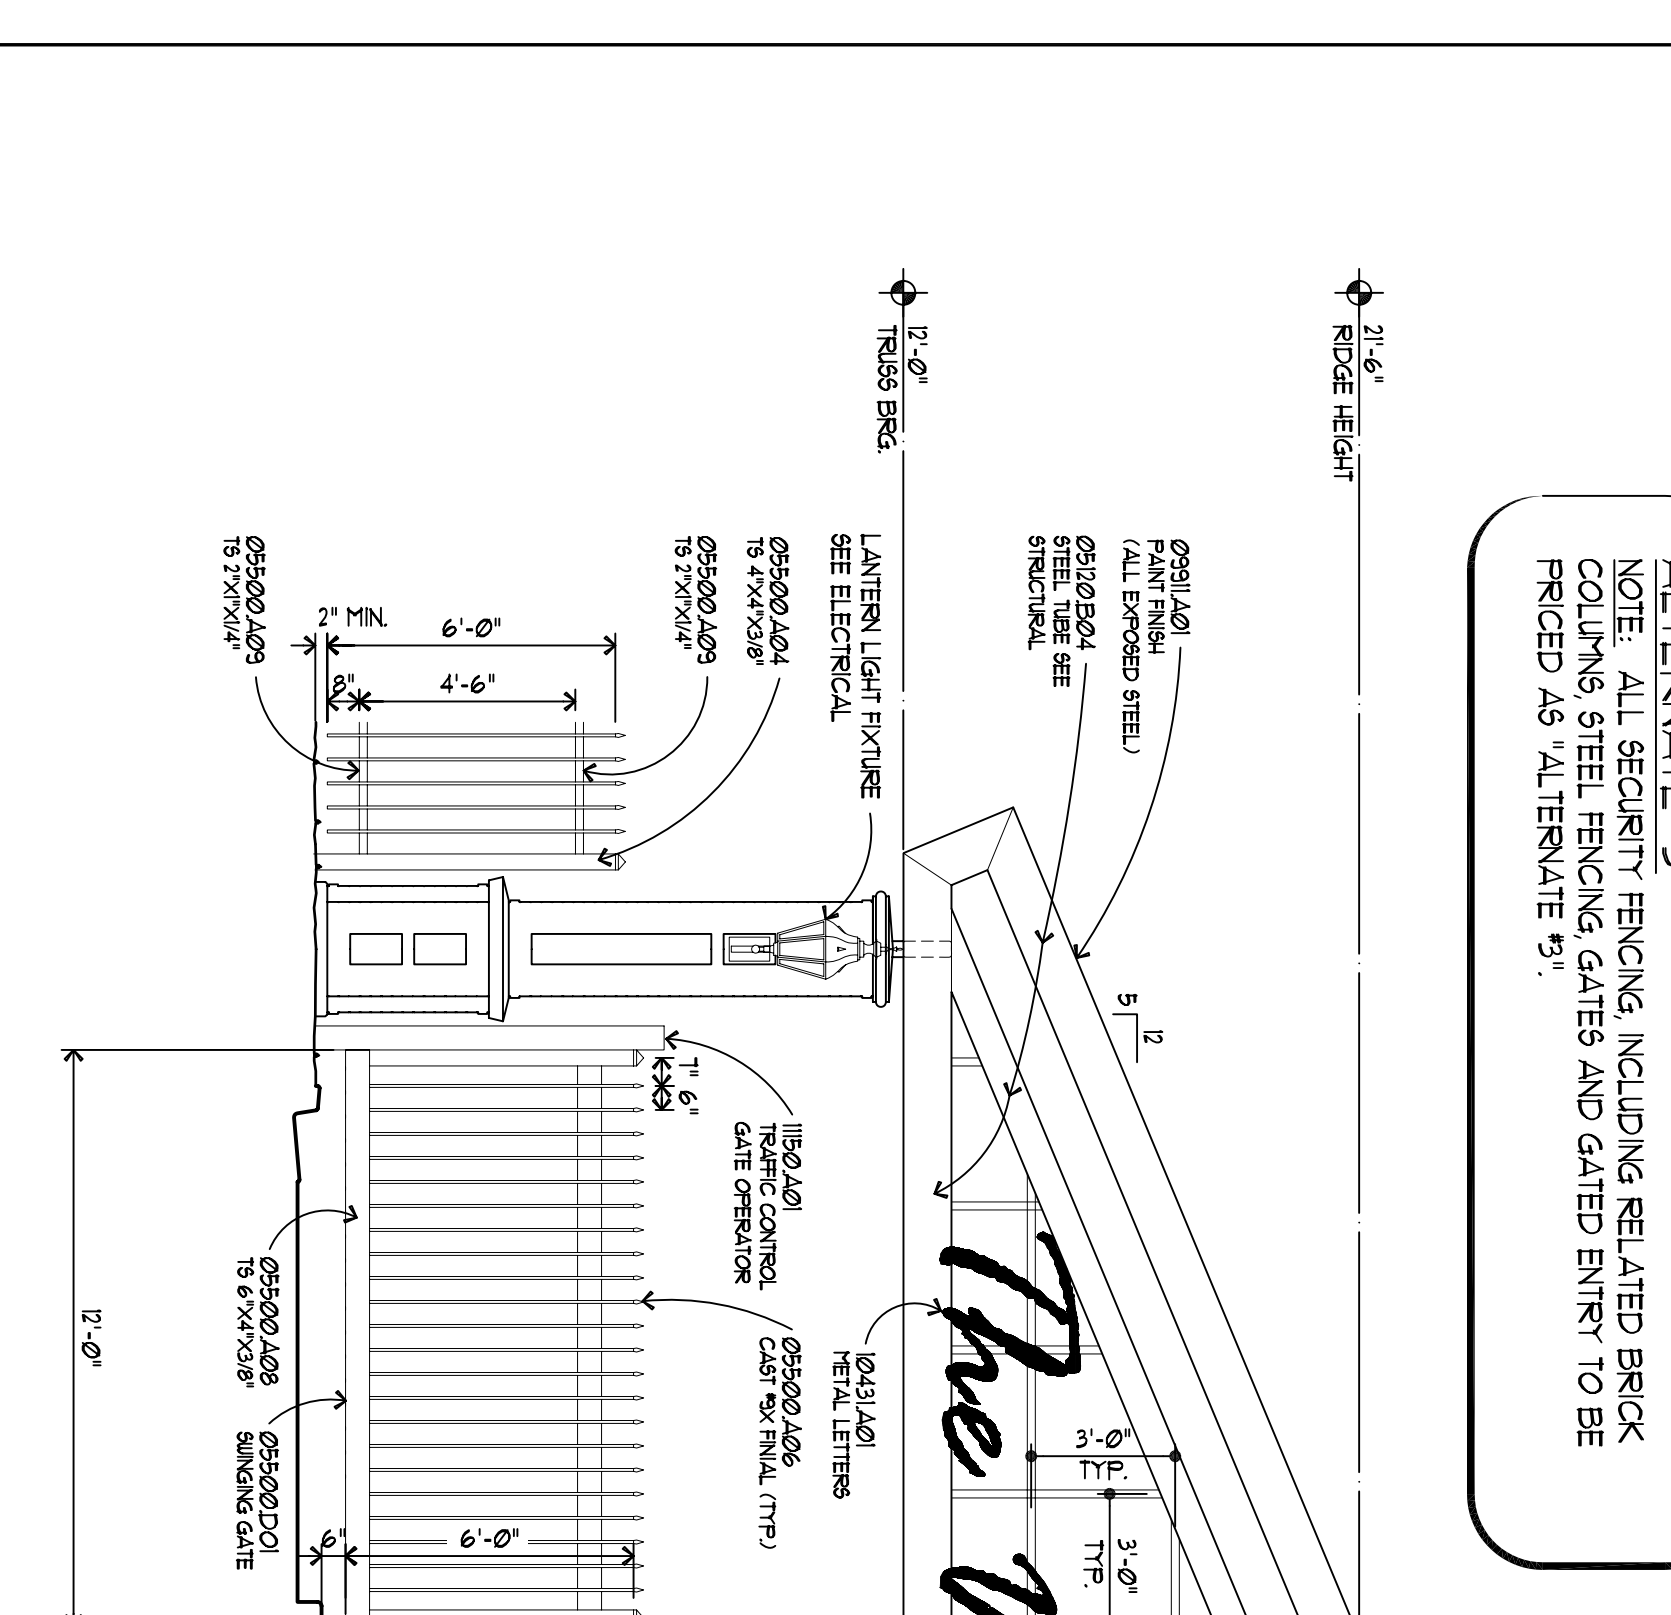 NOTE: ALL SECURITY FENCING, INCLUDING RELATED BRICK
COLUMNS, STEEL FENCING, GATES AND GATED ENTRY TO BE
PRICED AS "ALTERNATE #3".
21'-6"
RIDGE HEIGHT
12'-0"
TRUSS BRG.
09911.A01
PAINT FINISH
(ALL EXPOSED STEEL)
05120.B04
STEEL TUBE SEE
STRUCTURAL
LANTERN LIGHT FIXTURE
SEE ELECTRICAL
05500.A04
TS 4"X4"X3/8"
05500.A09
TS 2"X1"X1/4"
05500.A09
TS 2"X1"X1/4"
2" MIN.
6'-0"
8"
4'-6"
12
5
7"
6"
11150.A01
TRAFFIC CONTROL
GATE OPERATOR
The
10431.A01
METAL LETTERS
05500.A06
CAST #9X FINIAL (TYP.)
05500.A08
TS 6"X4"X3/8"
05500.D01
SWINGING GATE
3'-0"
TYP.
3'-0"
TYP.
6"
6'-0"
12'-0"